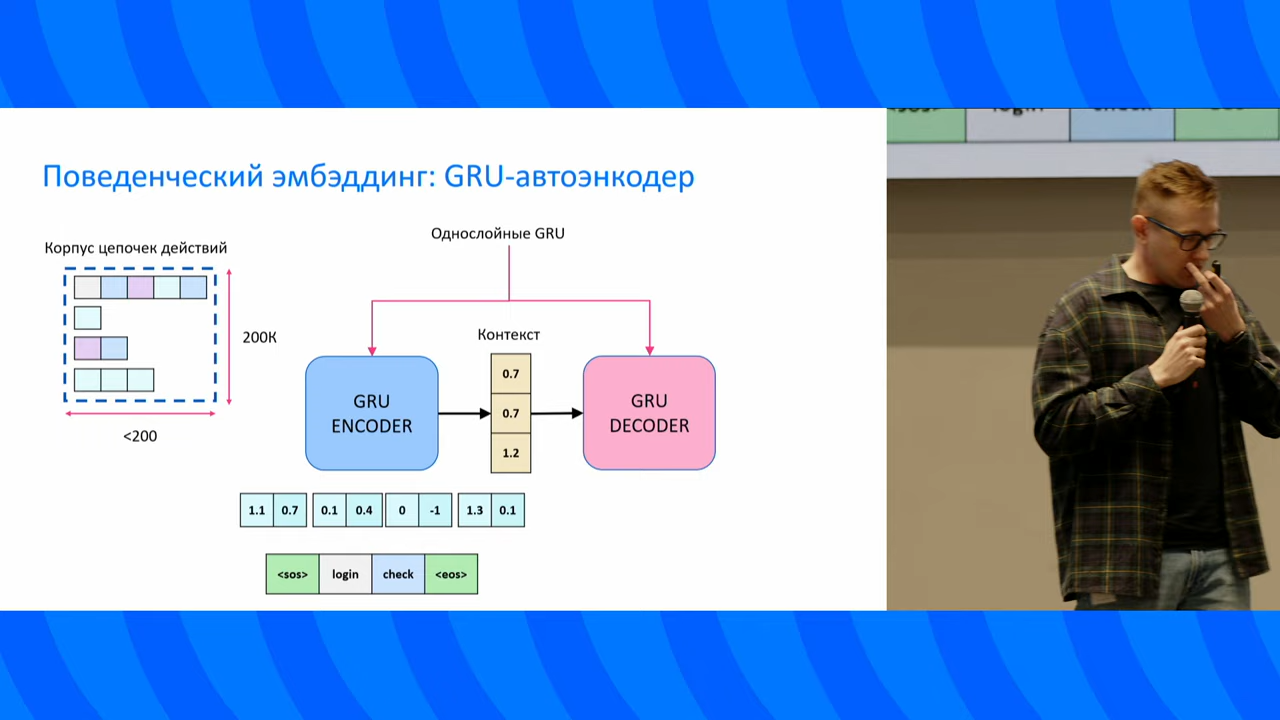 Поведенческий эмбэддинг: GRU-автоэнкодер
Корпус цепочек действий
200К
<200
Однослойные GRU
Контекст
GRU
ENCODER
0.7
0.7
1.2
GRU
DECODER
1.1 0.7 0.1 0.4 0 -1 1.3 0.1
<sos> login check <eos>